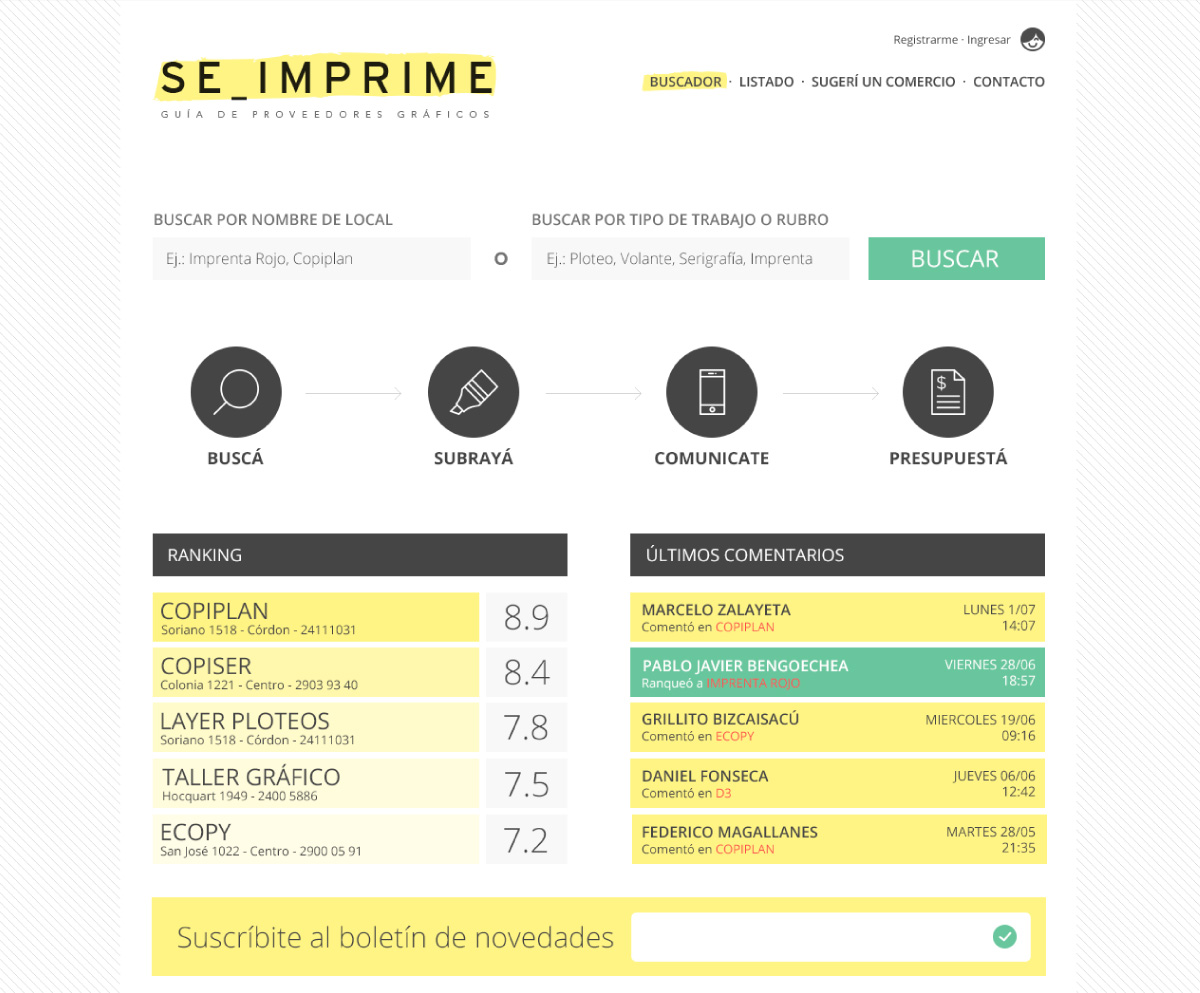 Registrarme · Ingresar
SE_IMPRIME
GUÍA DE PROVEEDORES GRÁFICOS
BUSCADOR · LISTADO · SUGERÍ UN COMERCIO · CONTACTO
BUSCAR POR NOMBRE DE LOCAL
Ej.: Imprenta Rojo, Copiplan
O
BUSCAR POR TIPO DE TRABAJO O RUBRO
Ej.: Ploteo, Volante, Serigrafía, Imprenta
BUSCAR
$
BUSCÁ
SUBRAYÁ
COMUNICATE
PRESUPUESTÁ
RANKING
COPIPLAN
Soriano 1518 - Córdon - 24111031
8.9
COPISER
Colonia 1221 - Centro - 2903 93 40
8.4
LAYER PLOTEOS
Soriano 1518 - Córdon - 24111031
7.8
TALLER GRÁFICO
Hocquart 1949 - 2400 5886
7.5
ECOPY
San José 1022 - Centro - 2900 05 91
7.2
ÚLTIMOS COMENTARIOS
MARCELO ZALAYETA
Comentó en COPIPLAN
LUNES 1/07
14:07
PABLO JAVIER BENGOECHEA
Ranqueó a IMPRENTA ROJO
VIERNES 28/06
18:57
GRILLITO BIZCAISACÚ
Comentó en ECOPY
MIERCOLES 19/06
09:16
DANIEL FONSECA
Comentó en D3
JUEVES 06/06
12:42
FEDERICO MAGALLANES
Comentó en COPIPLAN
MARTES 28/05
21:35
Suscríbite al boletín de novedades